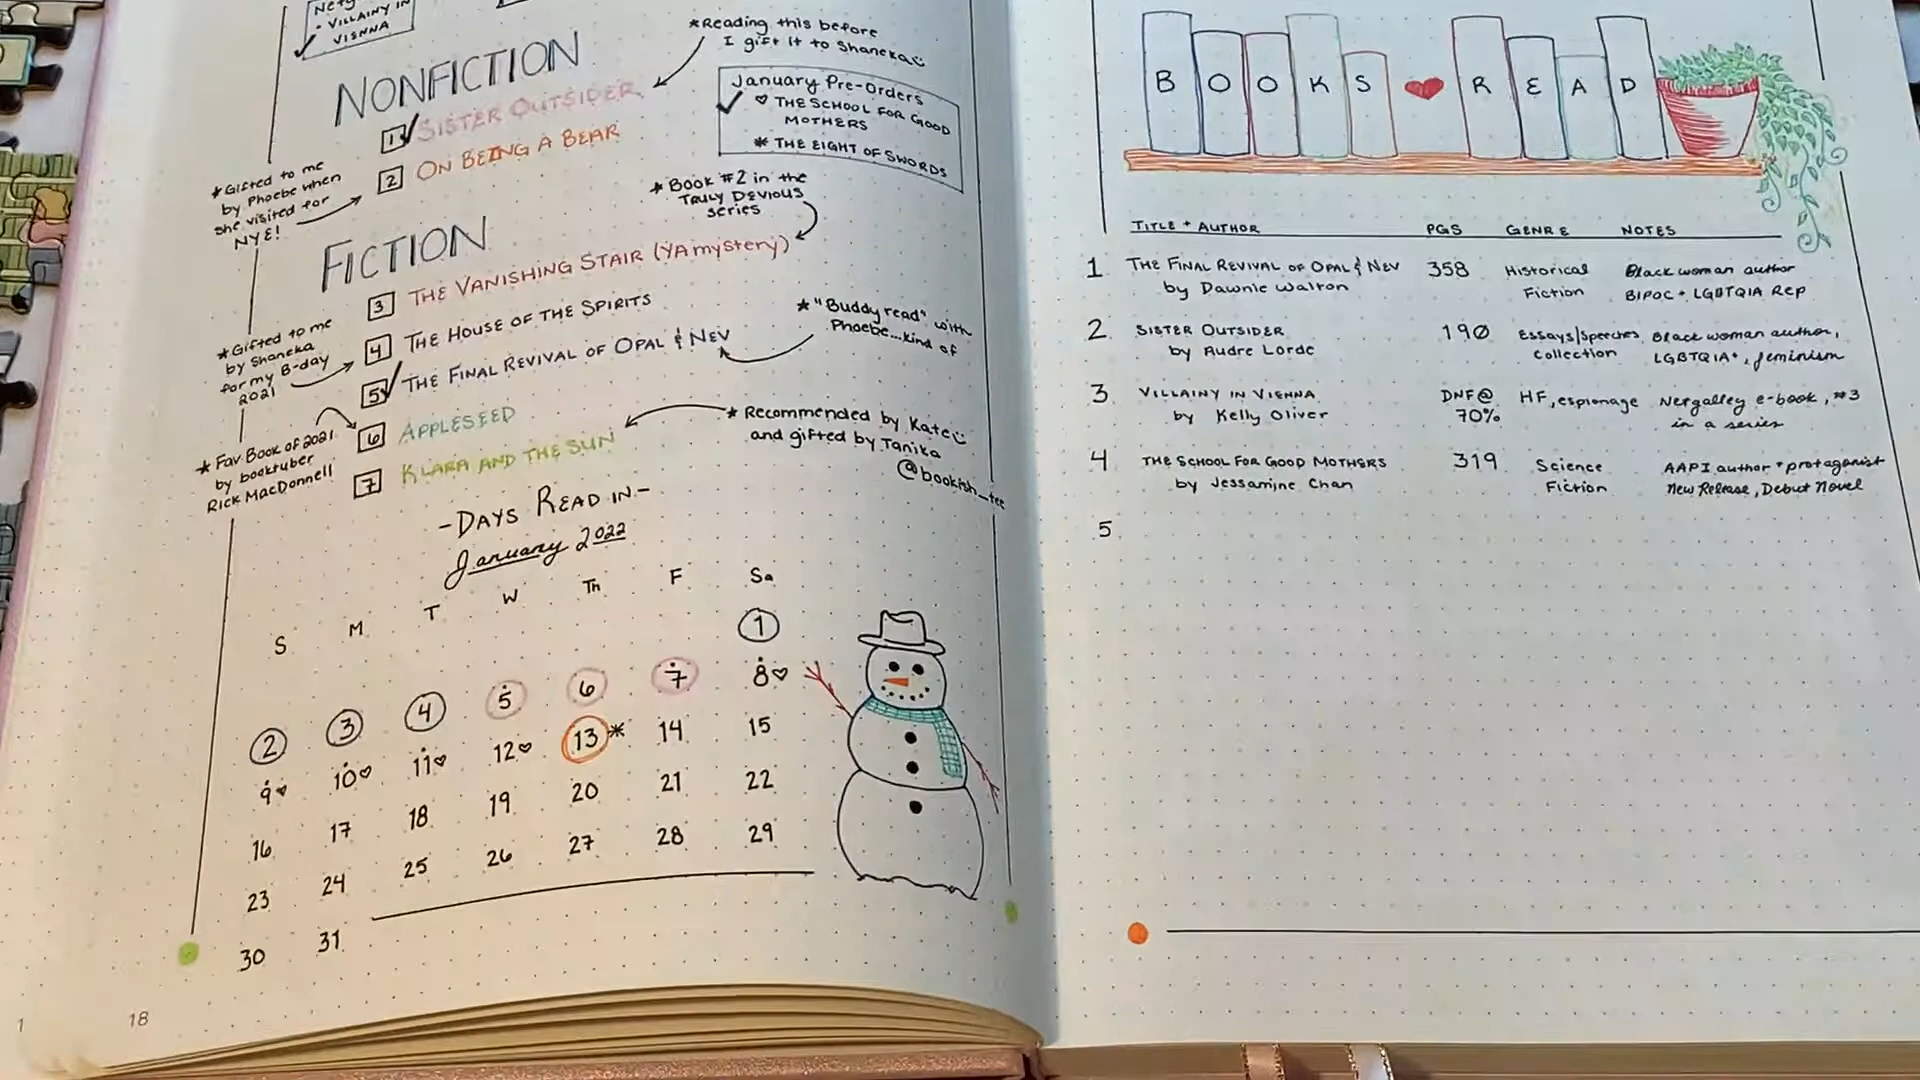 • VILLAINY IN
VIENNA
NONFICTION
*Reading this before
I gift it to Shaneka
1 SISTER OUTSIDER
2 ON BEING A BEAR
January Pre-Orders
♡ THE SCHOOL FOR GOOD
MOTHERS
* THE EIGHT OF SWORDS
*Gifted to me
by Phoebe when
she visited for
NYE!
* Book #2 in the
TRULY DEVIOUS
series
FICTION
3 THE VANISHING STAIR (YA mystery)
4 THE HOUSE OF THE SPIRITS
5 THE FINAL REVIVAL OF OPAL & NEV
6 APPLESEED
7 KLARA AND THE SUN
*Gifted to me
by Shaneka
for my B-day
2021
* "Buddy read" with
Phoebe...kind of
* Fav Book of 2021
by booktuber
Rick MacDonnell
* Recommended by Kate
and gifted by Tanika
@bookish_tee
-DAYS READ IN-
January 2022
S M T W Th F Sa
1
2 3 4 5 6 7 8♡
9♡ 10♡ 11♡ 12♡ 13* 14 15
16 17 18 19 20 21 22
23 24 25 26 27 28 29
30 31
1 18
BOOKS ♥ READ
TITLE + AUTHOR PGS GENRE NOTES
1 THE FINAL REVIVAL OF OPAL & NEV 358 Historical Black woman author
by Dawnie Walton Fiction BIPOC + LGBTQIA Rep
2 SISTER OUTSIDER 190 Essays/Speeches Black woman author,
by Audre Lorde Collection LGBTQIA+, feminism
3 VILLAINY IN VIENNA DNF@ HF, espionage Netgalley e-book, #3
by Kelly Oliver 70% in a series
4 THE SCHOOL FOR GOOD MOTHERS 319 Science AAPI author + protagonist
by Jessamine Chan Fiction New Release, Debut Novel
5